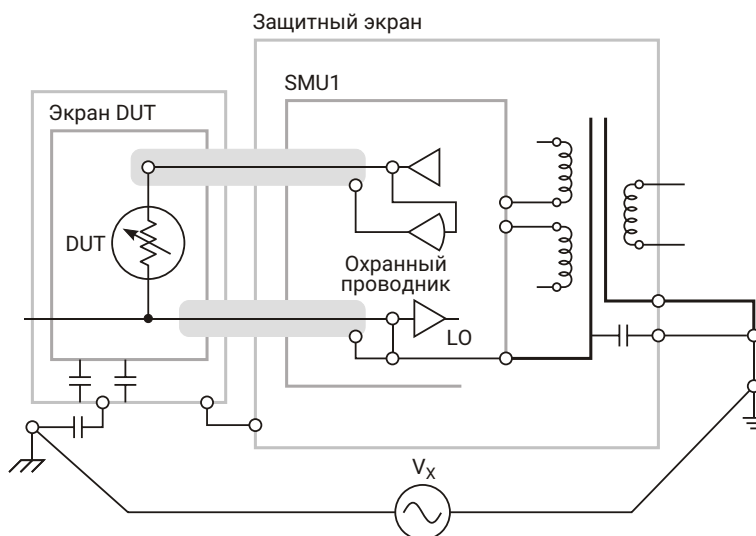 Защитный экран
SMU1
Экран DUT
DUT
Охранный
проводник
LO
VX